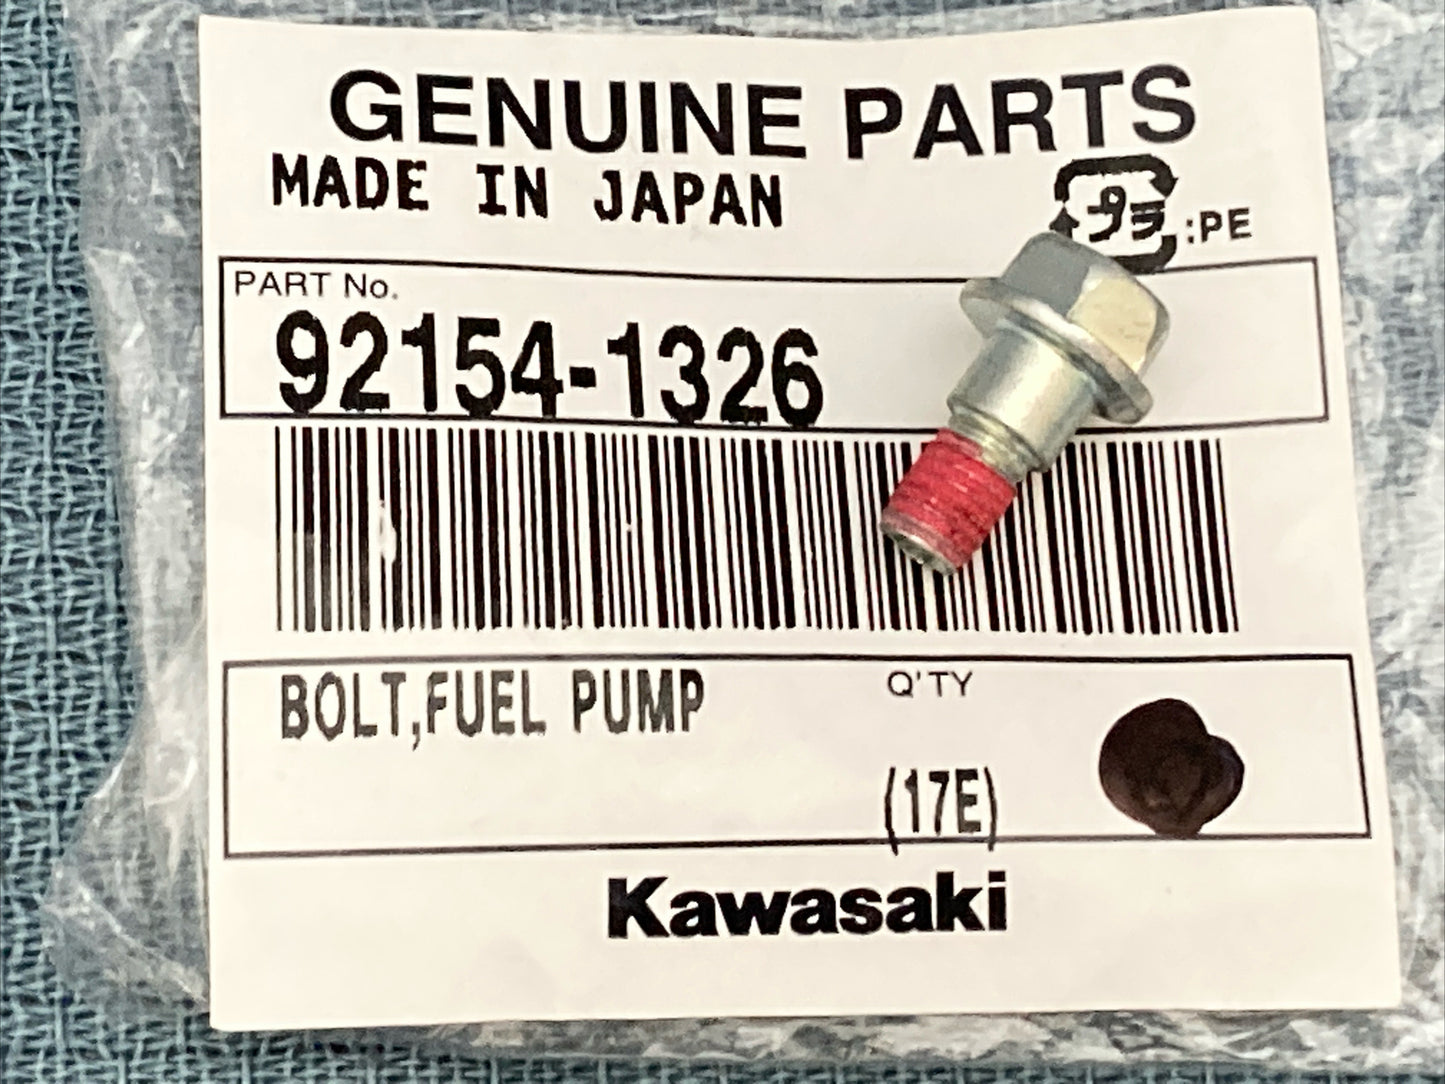 GENUINE PARTS
MADE IN JAPAN
プラ :PE
PART No.
92154-1326
BOLT,FUEL PUMP
Q'TY
(17E)
Kawasaki